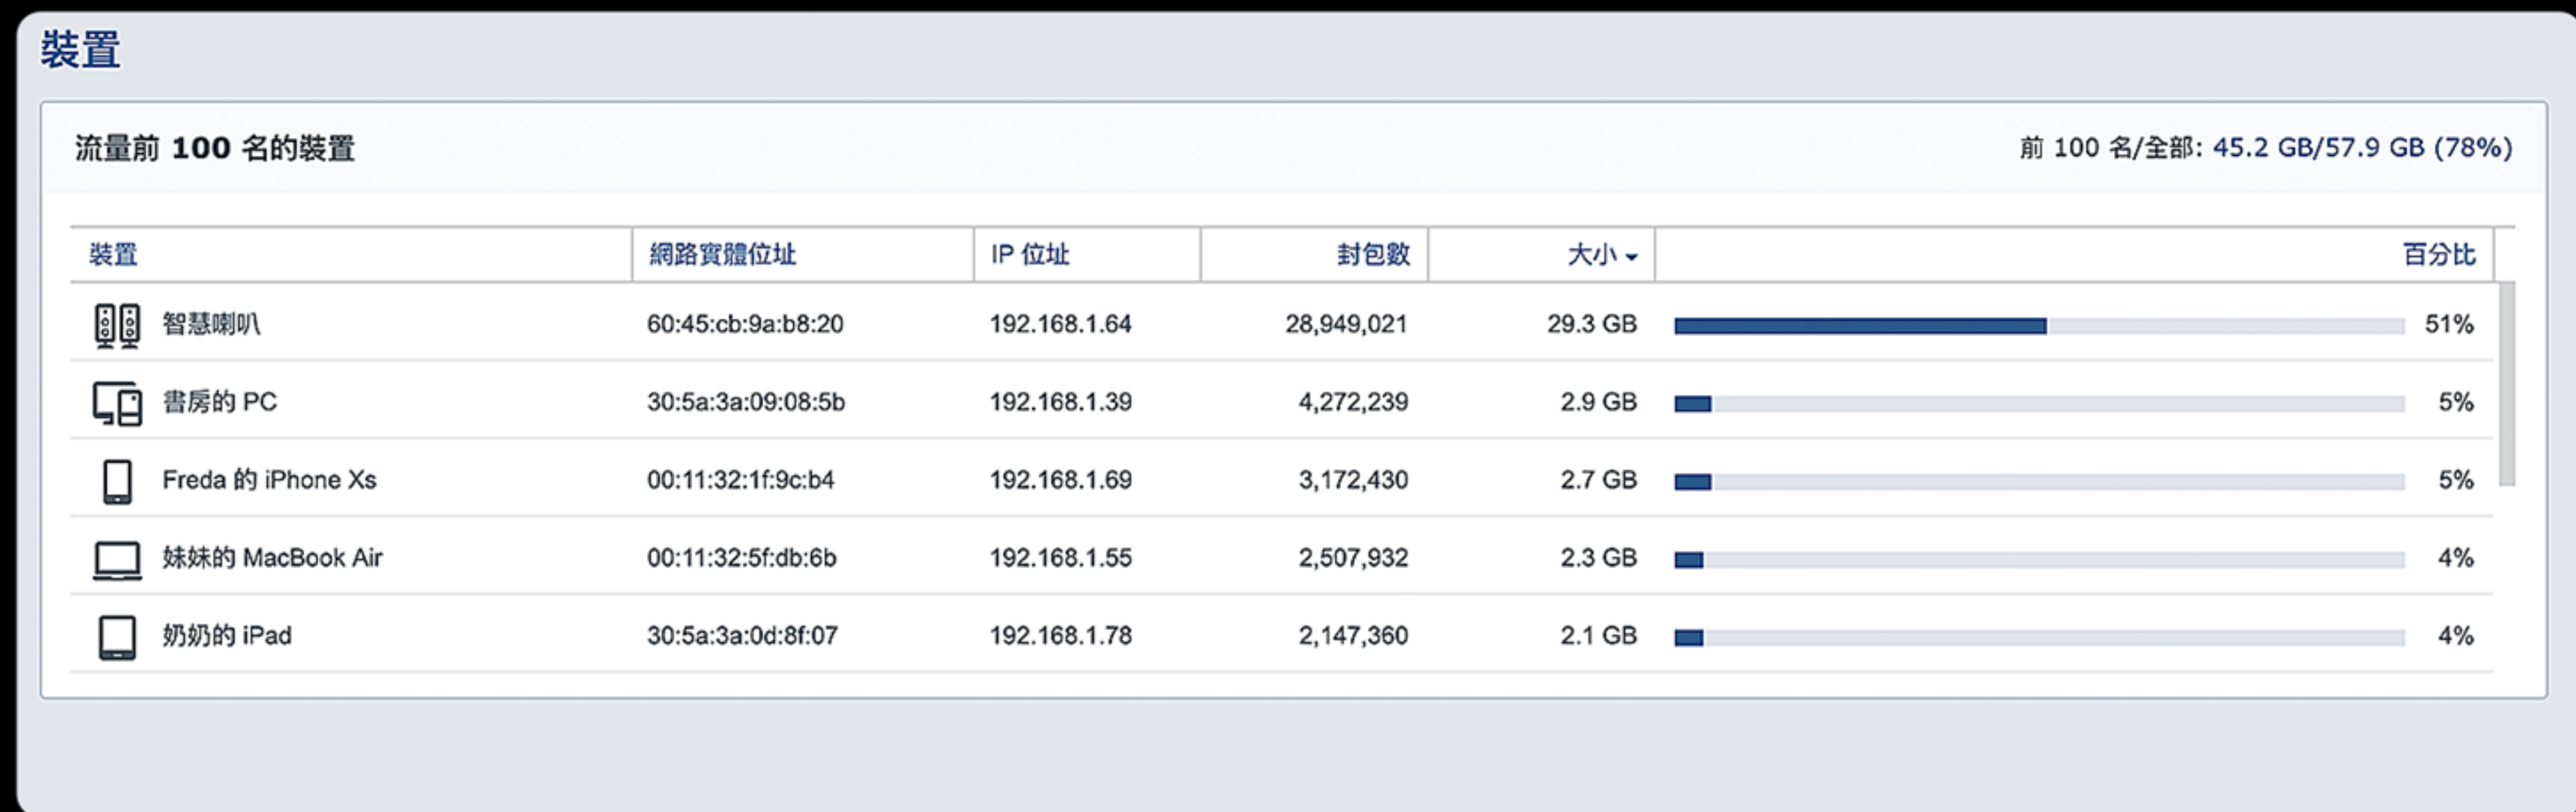 裝置
流量前 100 名的裝置 前 100 名/全部: 45.2 GB/57.9 GB (78%)
裝置 網路實體位址 IP 位址 封包數 大小 百分比
智慧喇叭 60:45:cb:9a:b8:20 192.168.1.64 28,949,021 29.3 GB 51%
書房的 PC 30:5a:3a:09:08:5b 192.168.1.39 4,272,239 2.9 GB 5%
Freda 的 iPhone Xs 00:11:32:1f:9c:b4 192.168.1.69 3,172,430 2.7 GB 5%
妹妹的 MacBook Air 00:11:32:5f:db:6b 192.168.1.55 2,507,932 2.3 GB 4%
奶奶的 iPad 30:5a:3a:0d:8f:07 192.168.1.78 2,147,360 2.1 GB 4%